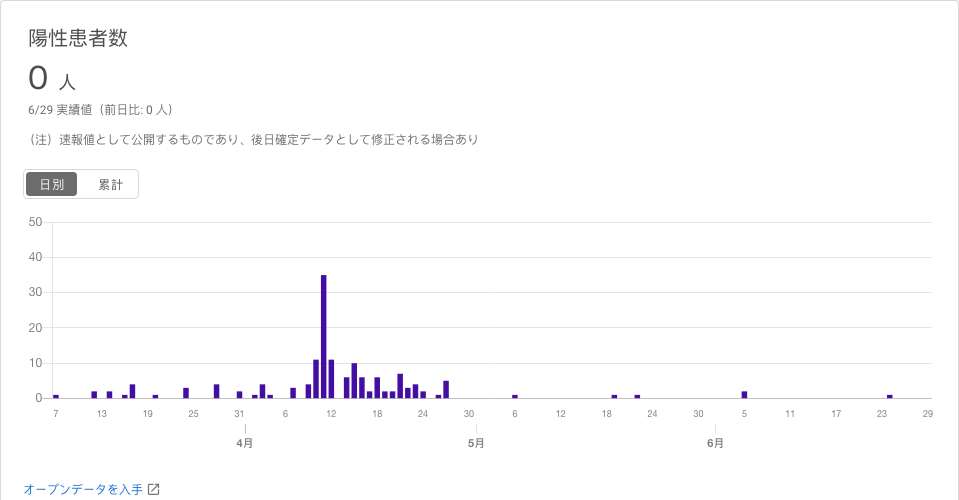 陽性患者数
0 人
6/29 実績値（前日比: 0 人）
（注）速報値として公開するものであり、後日確定データとして修正される場合あり
日別 累計
50
40
30
20
10
0
7 13 19 25 31 6 12 18 24 30 6 12 18 24 30 5 11 17 23 29
4月 5月 6月
オープンデータを入手